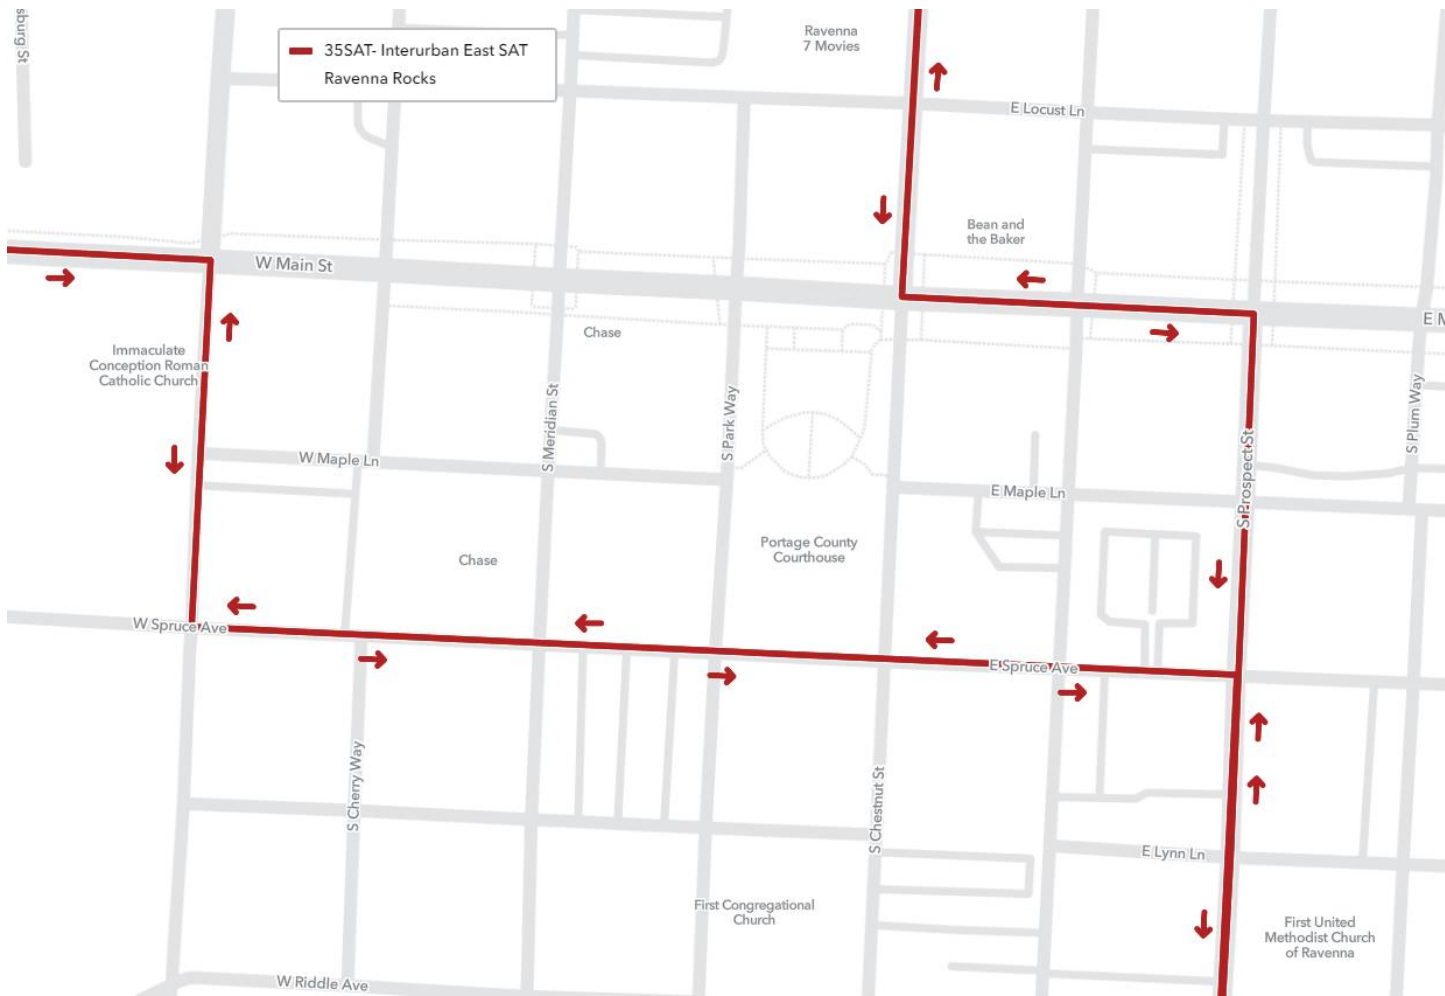 sburg St
35SAT- Interurban East SAT
Ravenna Rocks
Ravenna
7 Movies
E Locust Ln
Bean and
the Baker
W Main St
E M
Chase
Immaculate
Conception Roman
Catholic Church
S Meridian St
S Park Way
S Plum Way
W Maple Ln
S Prospect St
E Maple Ln
Portage County
Courthouse
Chase
W Spruce Ave
E Spruce Ave
S Cherry Way
S Chestnut St
E Lynn Ln
First Congregational
Church
First United
Methodist Church
of Ravenna
W Riddle Ave